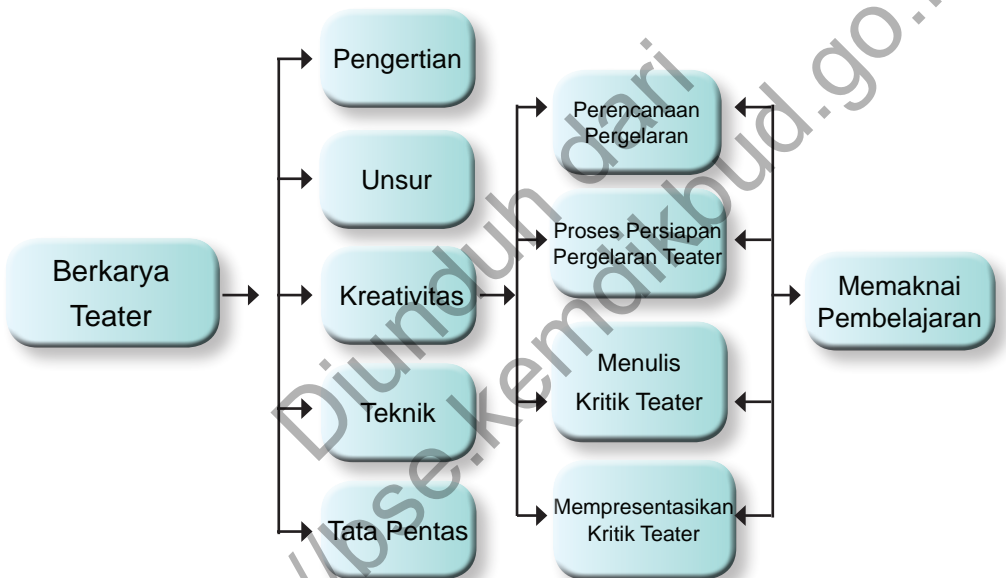 Berkarya
Teater
Pengertian
Unsur
Kreativitas
Teknik
Tata Pentas
Perencanaan
Pergelaran
Proses Persiapan
Pergelaran Teater
Menulis
Kritik Teater
Mempresentasikan
Kritik Teater
Memaknai
Pembelajaran
Diunduh dari
//bse.kemdikbud.go.